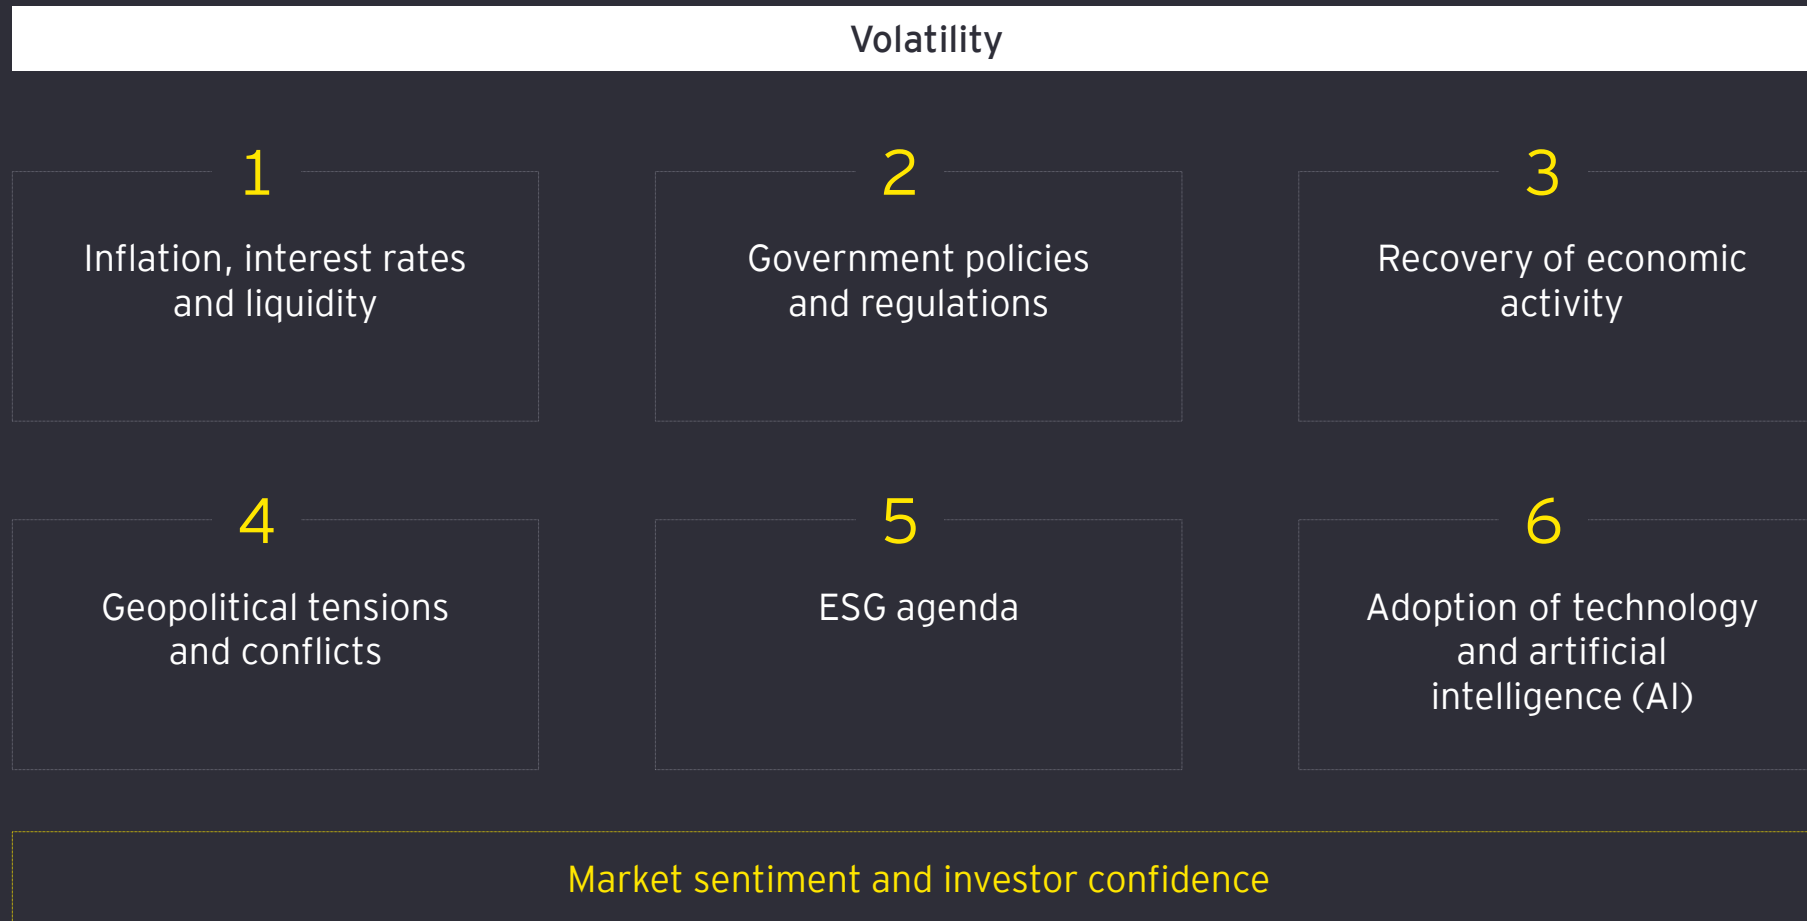 Volatility
1
Inflation, interest rates
and liquidity
2
Government policies
and regulations
3
Recovery of economic
activity
4
Geopolitical tensions
and conflicts
5
ESG agenda
6
Adoption of technology
and artificial
intelligence (AI)
Market sentiment and investor confidence